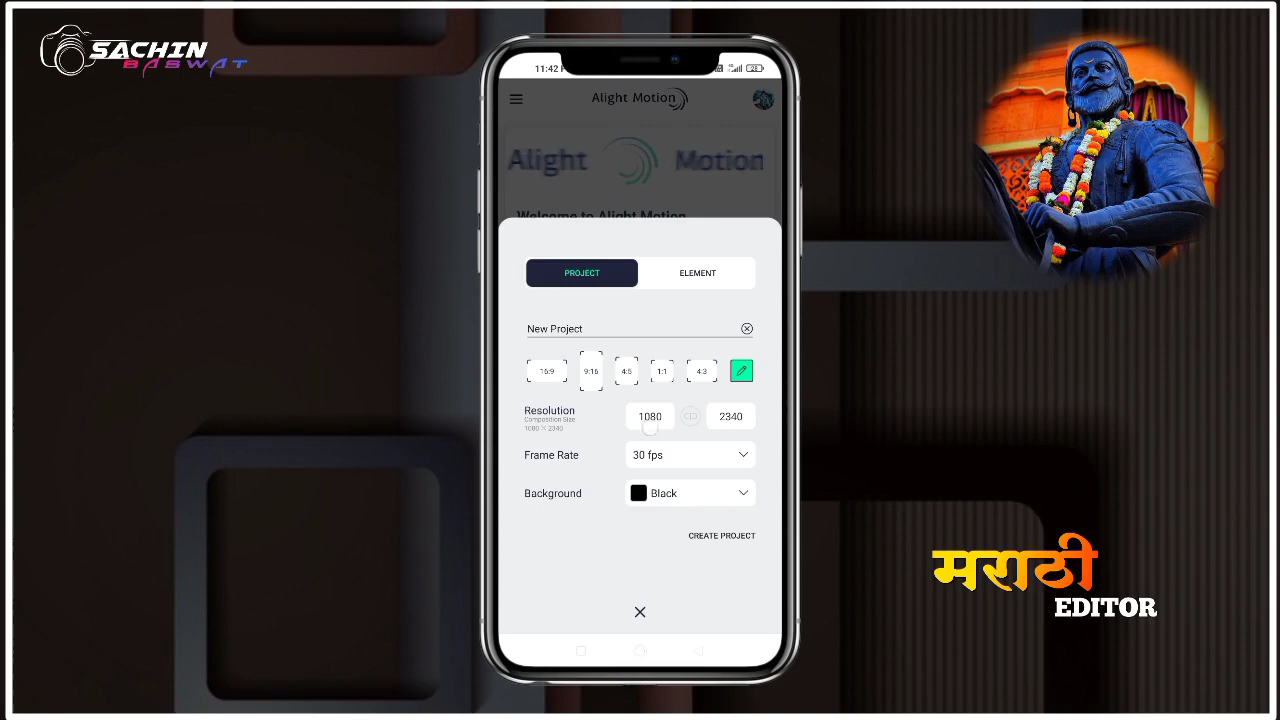 SACHIN
BASWAT
11:42
Alight Motion
Alight Motion
Welcome to Alight Motion
PROJECT
ELEMENT
New Project
16:9
9:16
4:5
1:1
4:3
Resolution
1080
2340
Composition Size
1080 × 2340
Frame Rate
30 fps
Background
Black
CREATE PROJECT
मराठी
EDITOR